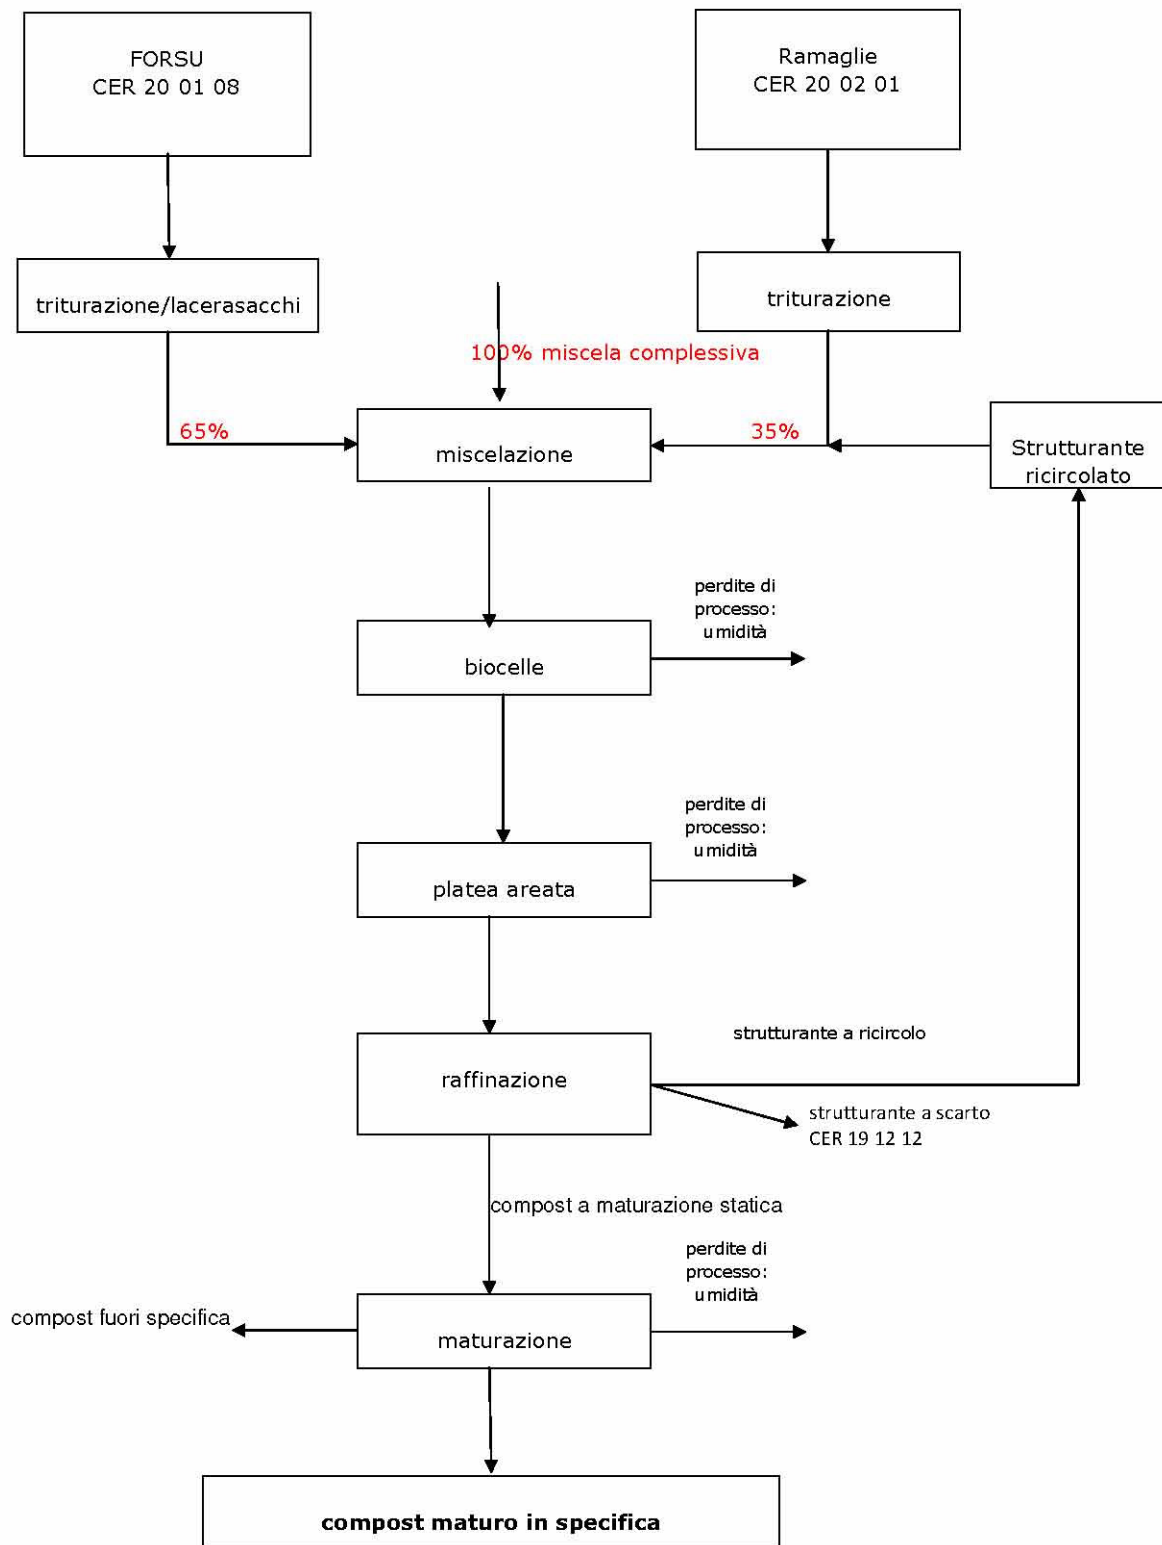 FORSU
CER 20 01 08
Ramaglie
CER 20 02 01
triturazione/lacerasacchi
triturazione
100% miscela complessiva
65%
35%
miscelazione
Strutturante
ricircolato
perdite di
processo:
umidità
biocelle
perdite di
processo:
umidità
platea areata
strutturante a ricircolo
raffinazione
strutturante a scarto
CER 19 12 12
compost a maturazione statica
perdite di
processo:
umidità
compost fuori specifica
maturazione
compost maturo in specifica